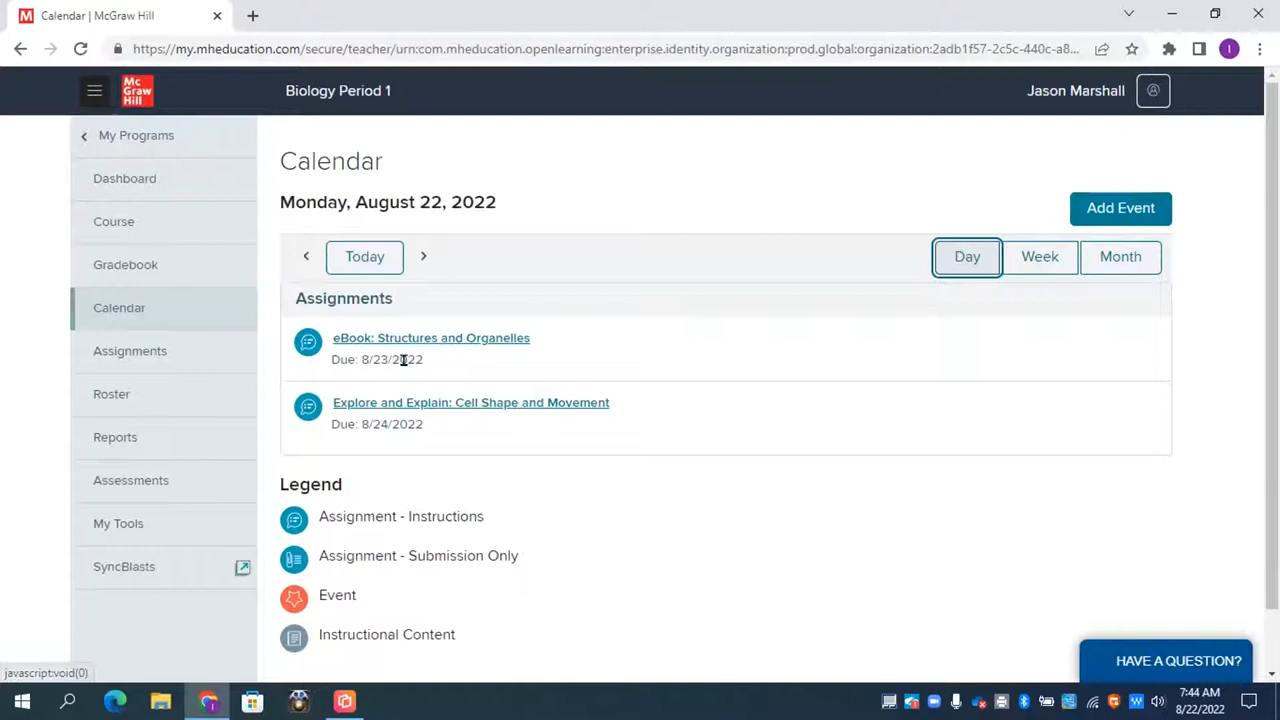 Calendar | McGraw Hill
https://my.mheducation.com/secure/teacher/urn:com.mheducation.openlearning:enterprise.identity.organization:prod.global:organization:2adb1f57-2c5c-440c-a8...
I
Mc
Graw
Hill
Biology Period 1
Jason Marshall
My Programs
Dashboard
Course
Gradebook
Calendar
Assignments
Roster
Reports
Assessments
My Tools
SyncBlasts
Calendar
Monday, August 22, 2022
Add Event
Today
Day
Week
Month
Assignments
eBook: Structures and Organelles
Due: 8/23/2022
Explore and Explain: Cell Shape and Movement
Due: 8/24/2022
Legend
Assignment - Instructions
Assignment - Submission Only
Event
Instructional Content
HAVE A QUESTION?
javascript:void(0)
7:44 AM
8/22/2022